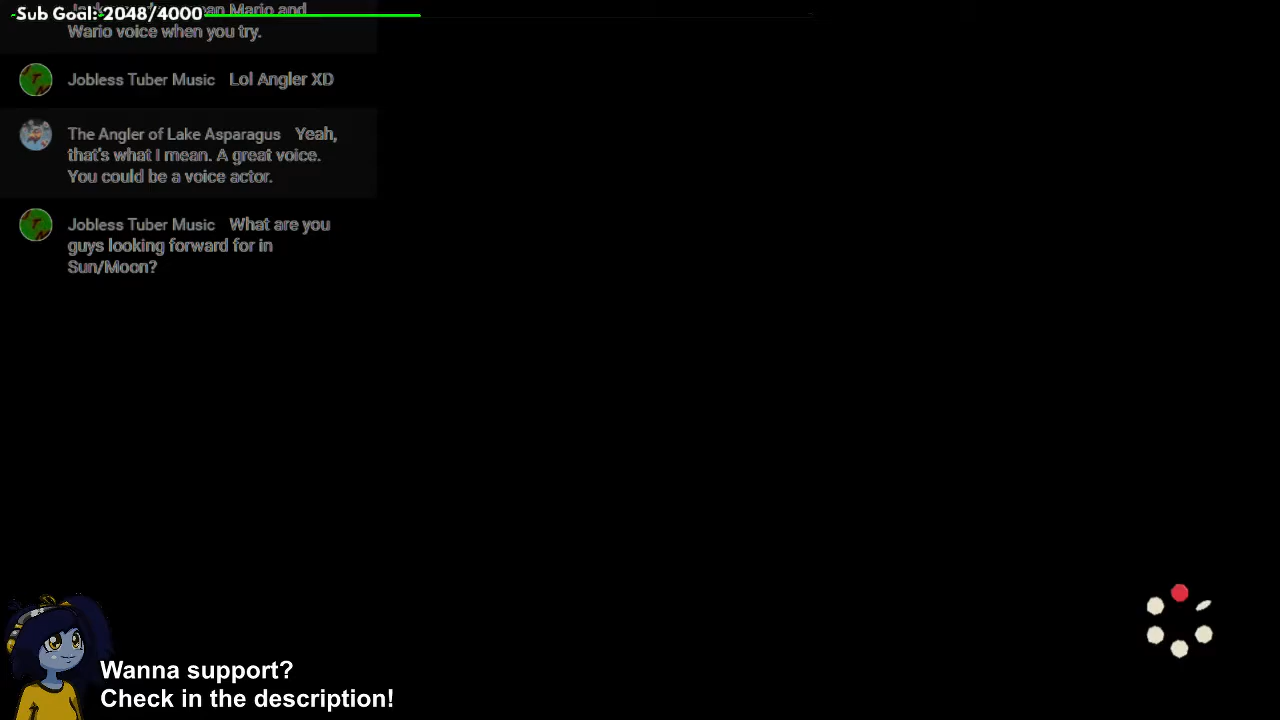 Sub Goal: 2048/4000
Mario and
Wario voice when you try.
Jobless Tuber Music Lol Angler XD
The Angler of Lake Asparagus Yeah,
that's what I mean. A great voice.
You could be a voice actor.
Jobless Tuber Music What are you
guys looking forward for in
Sun/Moon?
Wanna support?
Check in the description!